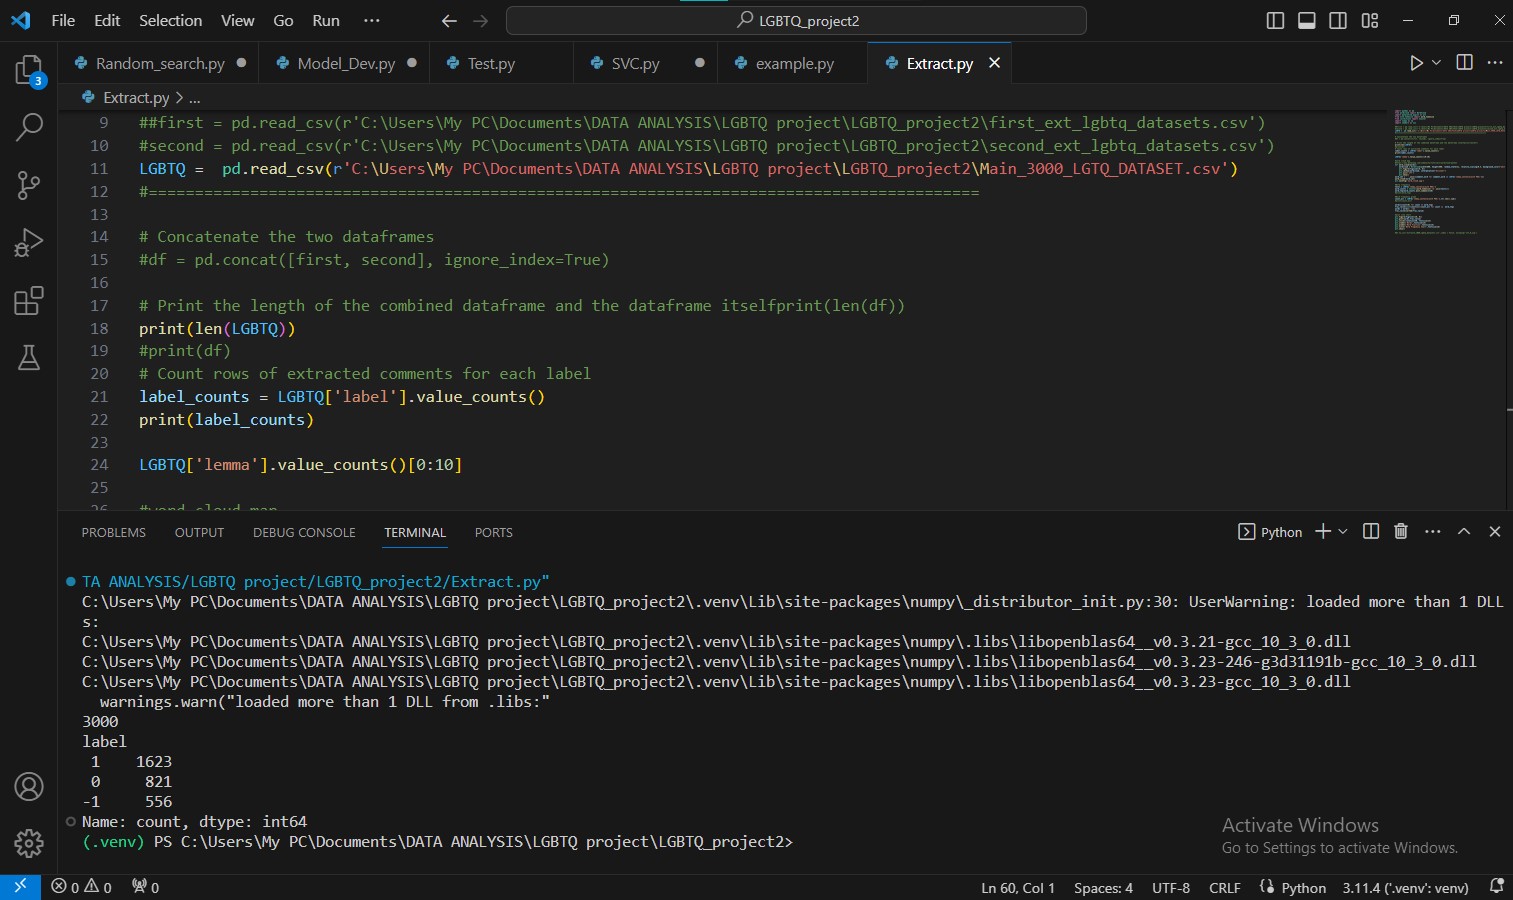 File Edit Selection View Go Run ··· LGBTQ_project2
Random_search.py Model_Dev.py Test.py SVC.py example.py Extract.py
3
Extract.py > ...
9 ##first = pd.read_csv(r'C:\Users\My PC\Documents\DATA ANALYSIS\LGBTQ project\LGBTQ_project2\first_ext_lgbtq_datasets.csv')
10 #second = pd.read_csv(r'C:\Users\My PC\Documents\DATA ANALYSIS\LGBTQ project\LGBTQ_project2\second_ext_lgbtq_datasets.csv')
11 LGBTQ =  pd.read_csv(r'C:\Users\My PC\Documents\DATA ANALYSIS\LGBTQ project\LGBTQ_project2\Main_3000_LGTQ_DATASET.csv')
12 #==========================================================================================
13
14 # Concatenate the two dataframes
15 #df = pd.concat([first, second], ignore_index=True)
16
17 # Print the length of the combined dataframe and the dataframe itselfprint(len(df))
18 print(len(LGBTQ))
19 #print(df)
20 # Count rows of extracted comments for each label
21 label_counts = LGBTQ['label'].value_counts()
22 print(label_counts)
23
24 LGBTQ['lemma'].value_counts()[0:10]
25
26 #word cloud map
PROBLEMS OUTPUT DEBUG CONSOLE TERMINAL PORTS Python
TA ANALYSIS/LGBTQ project/LGBTQ_project2/Extract.py"
C:\Users\My PC\Documents\DATA ANALYSIS\LGBTQ project\LGBTQ_project2\.venv\Lib\site-packages\numpy\_distributor_init.py:30: UserWarning: loaded more than 1 DLL
s:
C:\Users\My PC\Documents\DATA ANALYSIS\LGBTQ project\LGBTQ_project2\.venv\Lib\site-packages\numpy\.libs\libopenblas64__v0.3.21-gcc_10_3_0.dll
C:\Users\My PC\Documents\DATA ANALYSIS\LGBTQ project\LGBTQ_project2\.venv\Lib\site-packages\numpy\.libs\libopenblas64__v0.3.23-246-g3d31191b-gcc_10_3_0.dll
C:\Users\My PC\Documents\DATA ANALYSIS\LGBTQ project\LGBTQ_project2\.venv\Lib\site-packages\numpy\.libs\libopenblas64__v0.3.23-gcc_10_3_0.dll
  warnings.warn("loaded more than 1 DLL from .libs:"
3000
label
 1    1623
 0     821
-1     556
Name: count, dtype: int64
(.venv) PS C:\Users\My PC\Documents\DATA ANALYSIS\LGBTQ project\LGBTQ_project2>
Activate Windows
Go to Settings to activate Windows.
0 0 0 Ln 60, Col 1 Spaces: 4 UTF-8 CRLF Python 3.11.4 ('.venv': venv)